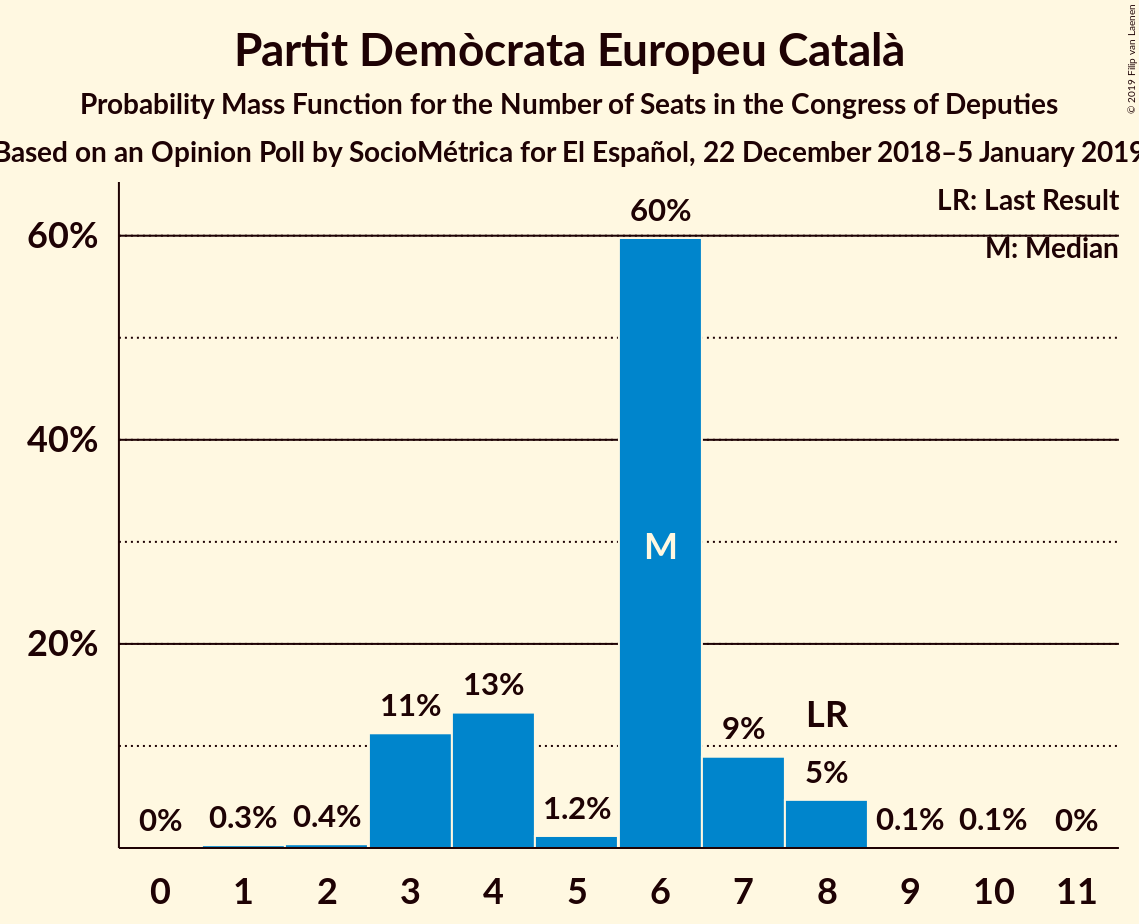 Partit Demòcrata Europeu Català
Probability Mass Function for the Number of Seats in the Congress of Deputies
Based on an Opinion Poll by SocioMétrica for El Español, 22 December 2018–5 January 2019
© 2019 Filip van Laenen
LR: Last Result
M: Median
60%
40%
20%
0%
0.3%
0.4%
11%
13%
1.2%
60%
M
9%
LR
5%
0.1%
0.1%
0%
0 1 2 3 4 5 6 7 8 9 10 11